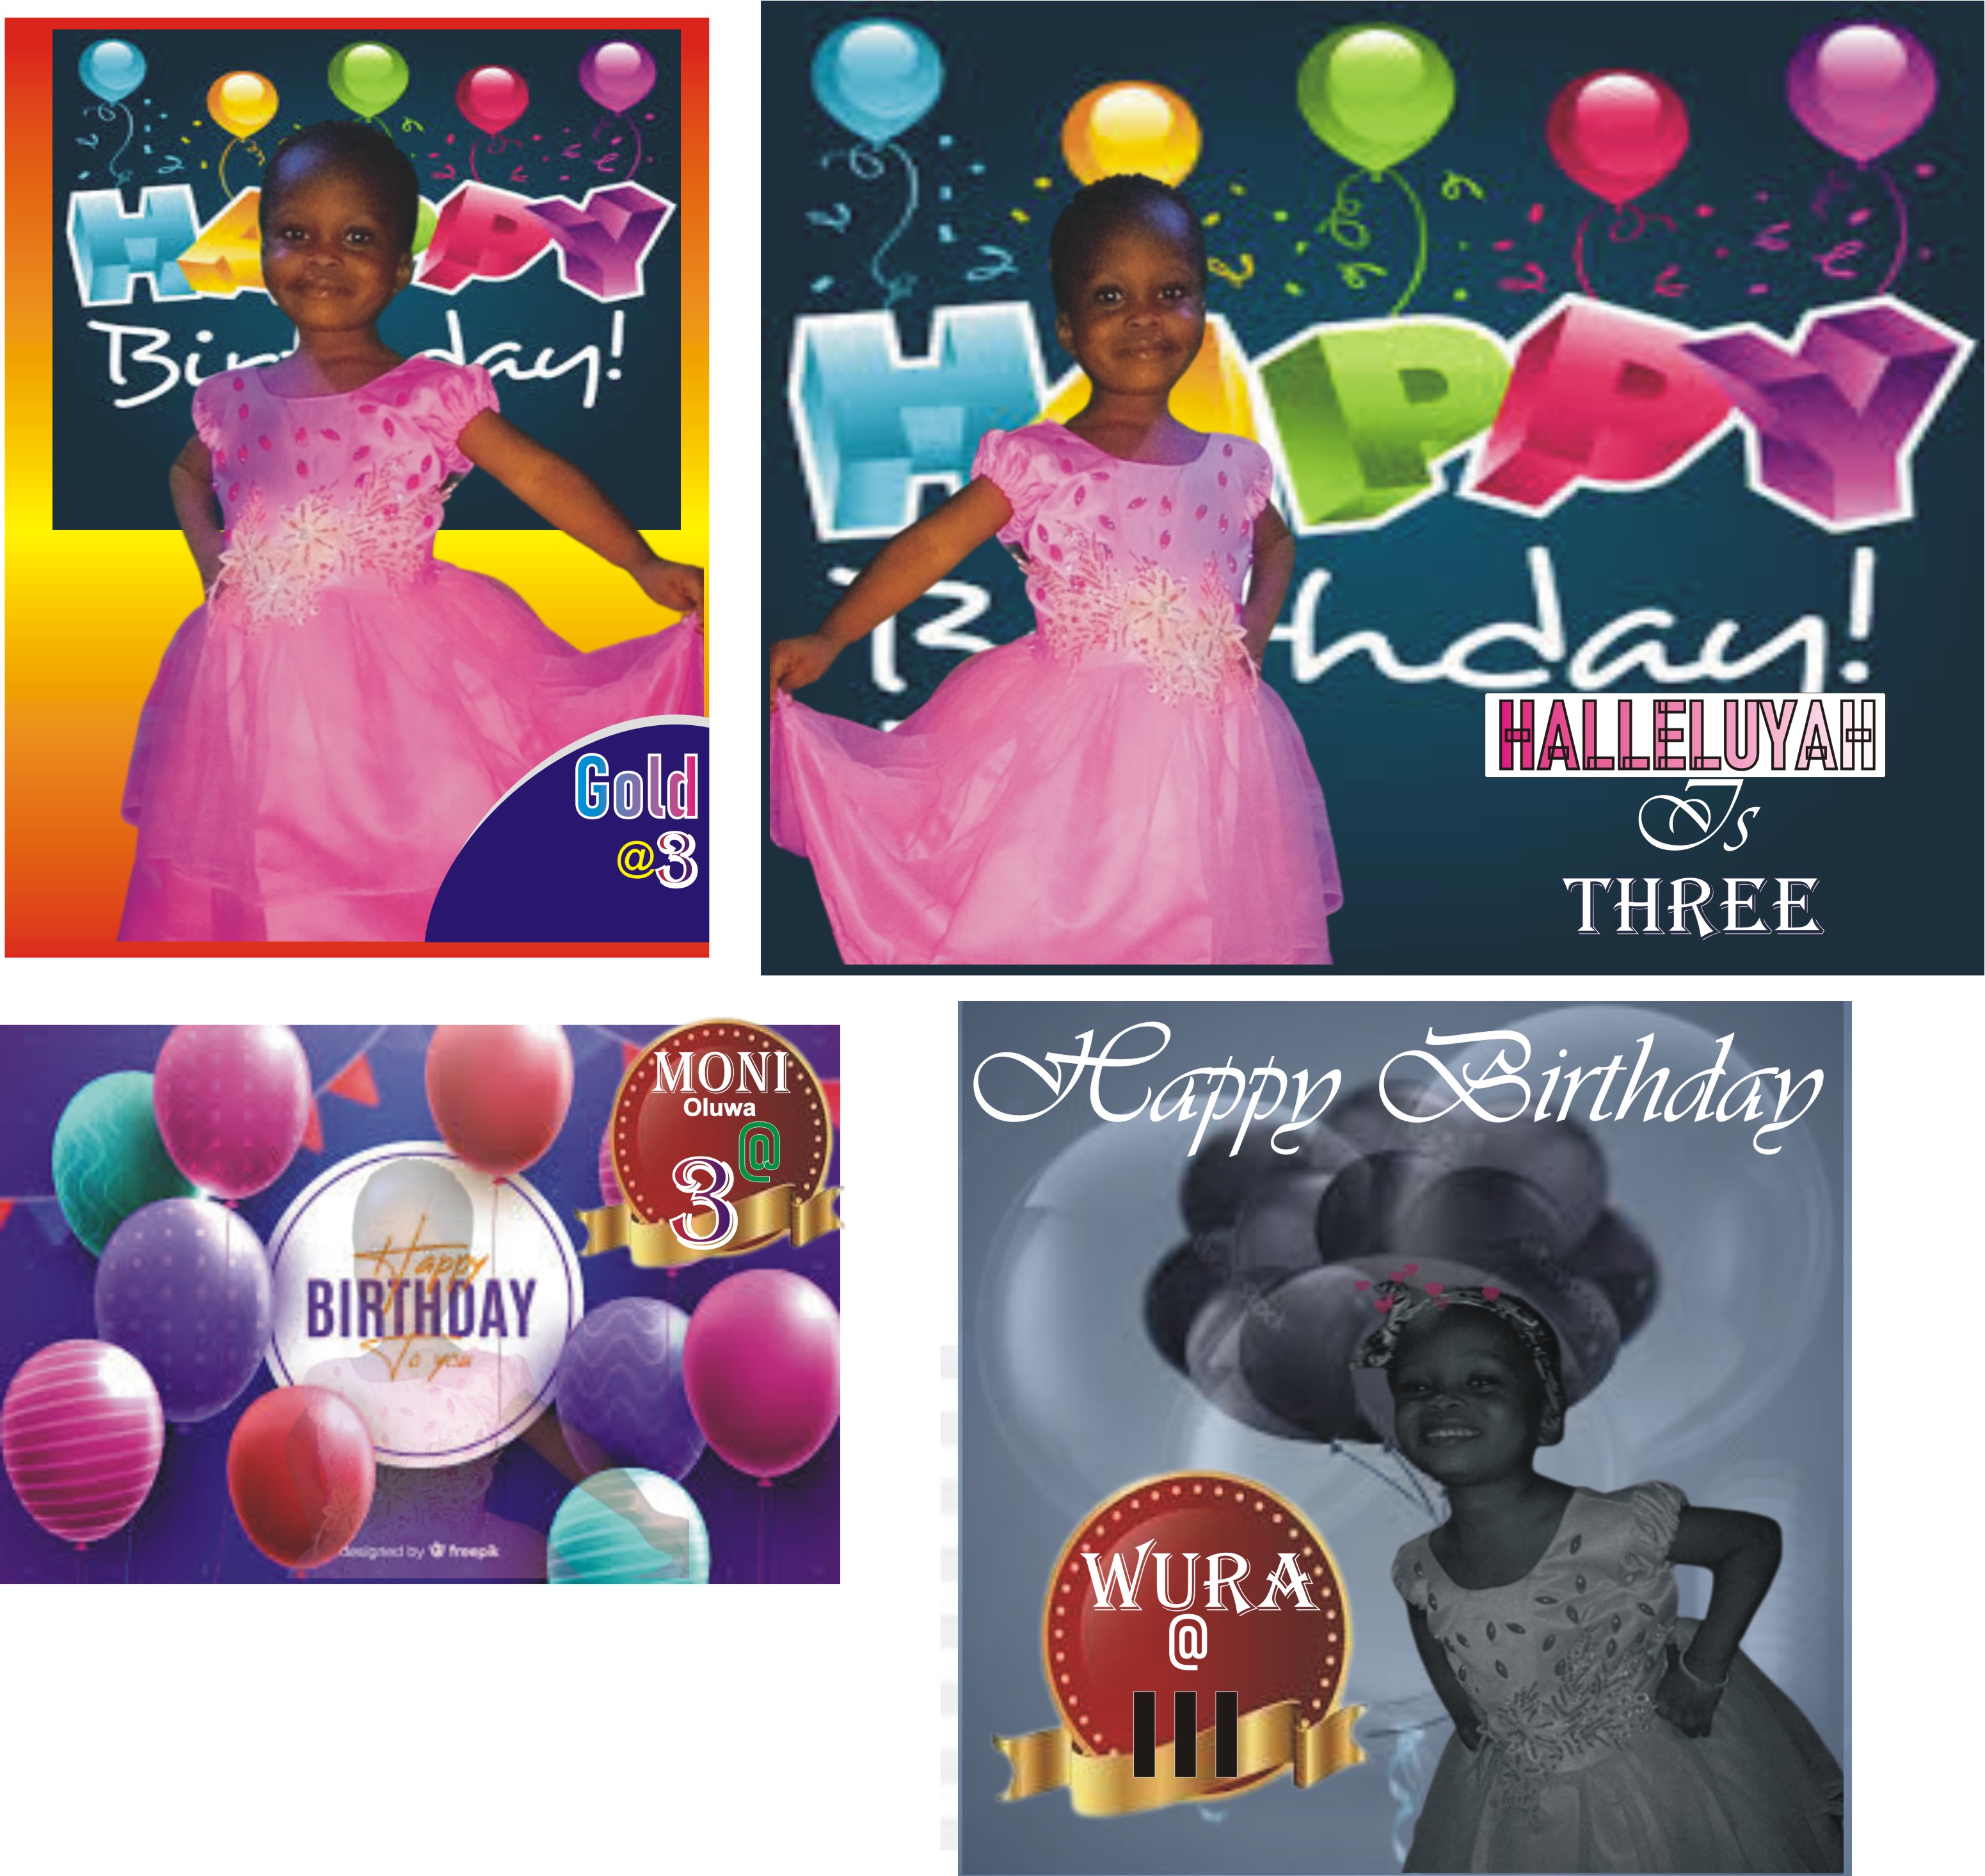 HAPPY
Birthday!
Gold
@3
HAPPY
Birthday!
HALLELUYAH
Is
THREE
MONI
Oluwa
@
3
Happy
BIRTHDAY
To you
designed by freepik
Happy Birthday
WURA
@
III